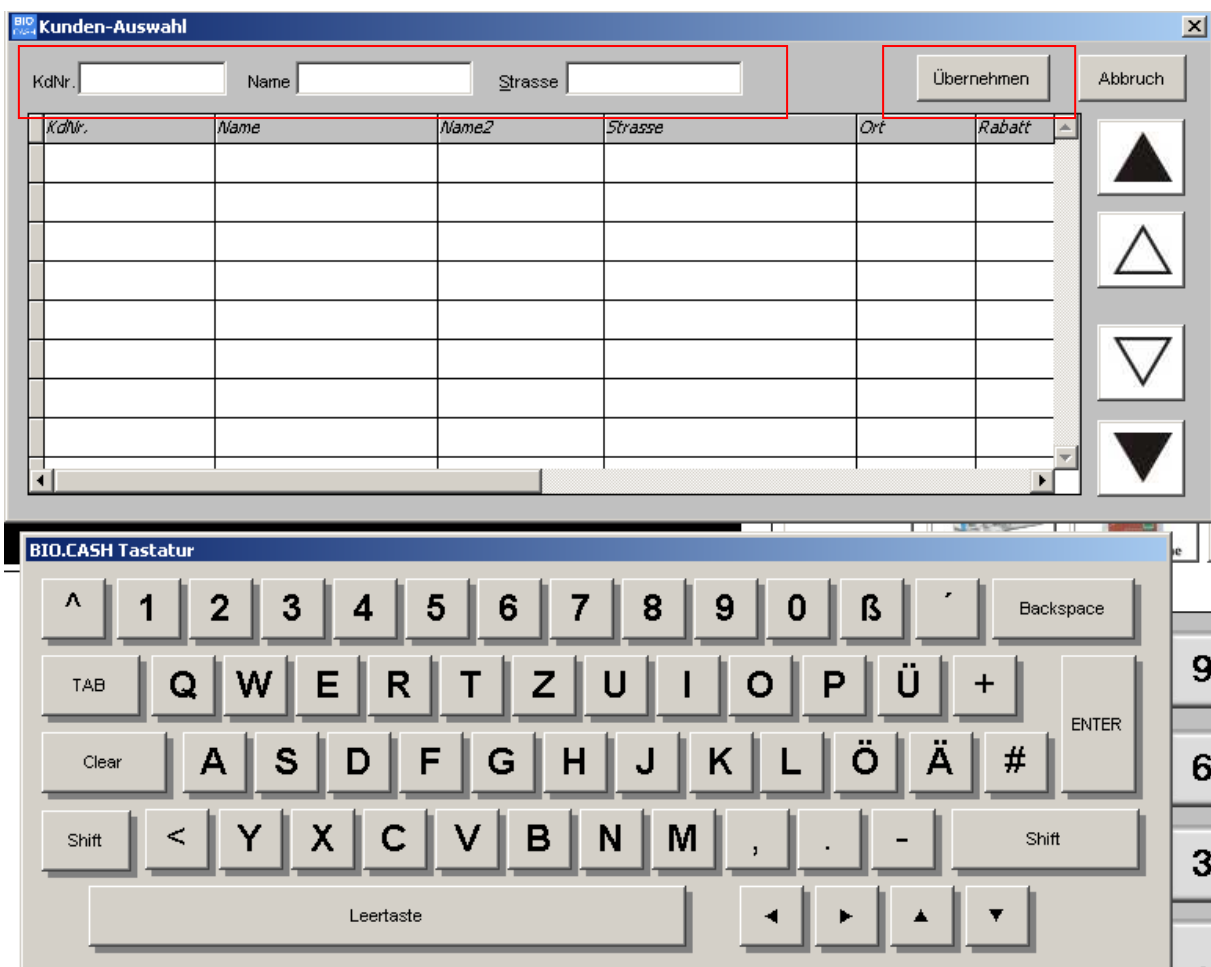 BIO CASH Kunden-Auswahl
KdNr. Name Strasse Übernehmen Abbruch
KdNr. Name Name2 Strasse Ort Rabatt
BIO.CASH Tastatur
^ 1 2 3 4 5 6 7 8 9 0 ß ´ Backspace
TAB Q W E R T Z U I O P Ü + ENTER
9
Clear A S D F G H J K L Ö Ä #
6
Shift < Y X C V B N M , . - Shift
3
Leertaste